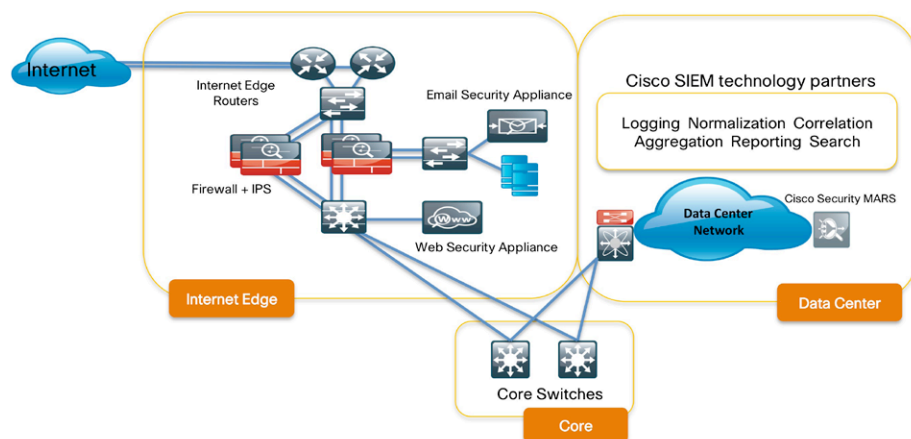 Internet
Internet Edge
Routers
Email Security Appliance
Firewall + IPS
Www
Web Security Appliance
Internet Edge
Cisco SIEM technology partners
Logging Normalization Correlation
Aggregation Reporting Search
Data Center
Network
Cisco Security MARS
Data Center
Core Switches
Core